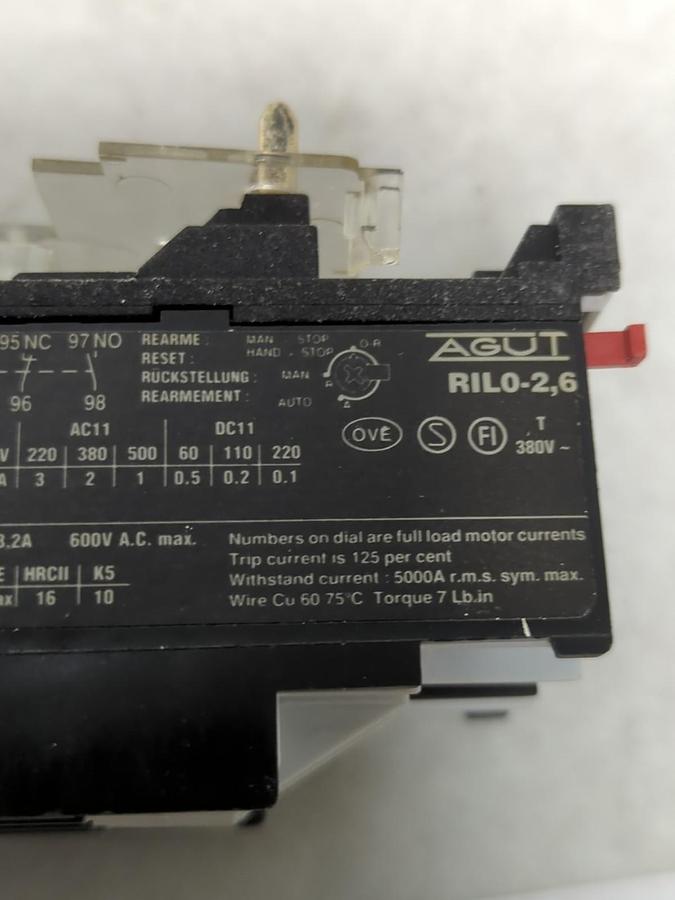 95 NC 97 NO
96 98
REARME : MAN - STOP
RESET : HAND - STOP
RÜCKSTELLUNG : MAN
REARMEMENT : AUTO
O-R
R
A
AGUT
RIL0-2,6
AC11 DC11
V 220 380 500 60 110 220
A 3 2 1 0.5 0.2 0.1
OVE S FI T
380V~
3,2A 600V A.C. max.
E HRCII K5
ax 16 10
Numbers on dial are full load motor currents
Trip current is 125 per cent
Withstand current : 5000A r.m.s. sym. max.
Wire Cu 60 75°C Torque 7 Lb.in